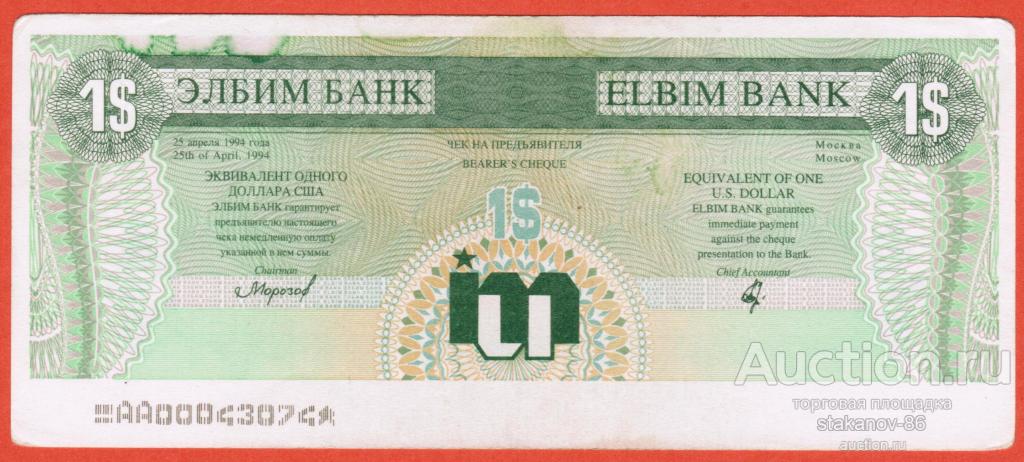 1$
ЭЛБИМ БАНК
ELBIM BANK
1$
25 апреля 1994 года
25th of April, 1994
ЧЕК НА ПРЕДЪЯВИТЕЛЯ
BEARER'S CHEQUE
Москва
Moscow
ЭКВИВАЛЕНТ ОДНОГО
ДОЛЛАРА США
ЭЛБИМ БАНК гарантирует
предъявителю настоящего
чека немедленную оплату
указанной в нем суммы.
Chairman
Морозов
1$
EQUIVALENT OF ONE
U.S. DOLLAR
ELBIM BANK guarantees
immediate payment
against the cheque
presentation to the Bank.
Chief Accountant
AA0004307
Auction.ru
торговая площадка
stakanov-86
auction.ru